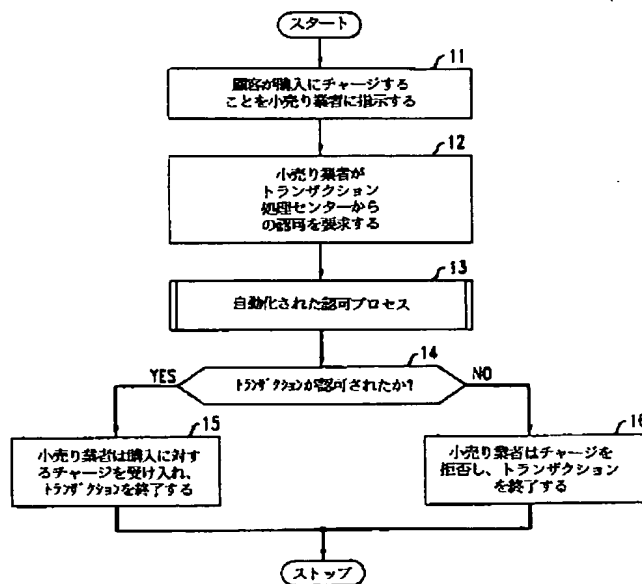 スタート
11
顧客が購入にチャージする
ことを小売り業者に指示する
12
小売り業者が
トランザクション
処理センターから
の認可を要求する
13
自動化された認可プロセス
14
トランザクションが認可されたか?
YES
NO
15
小売り業者は購入に対す
るチャージを受け入れ、
トランザクションを終了する
16
小売り業者はチャージを
拒否し、トランザクション
を終了する
ストップ